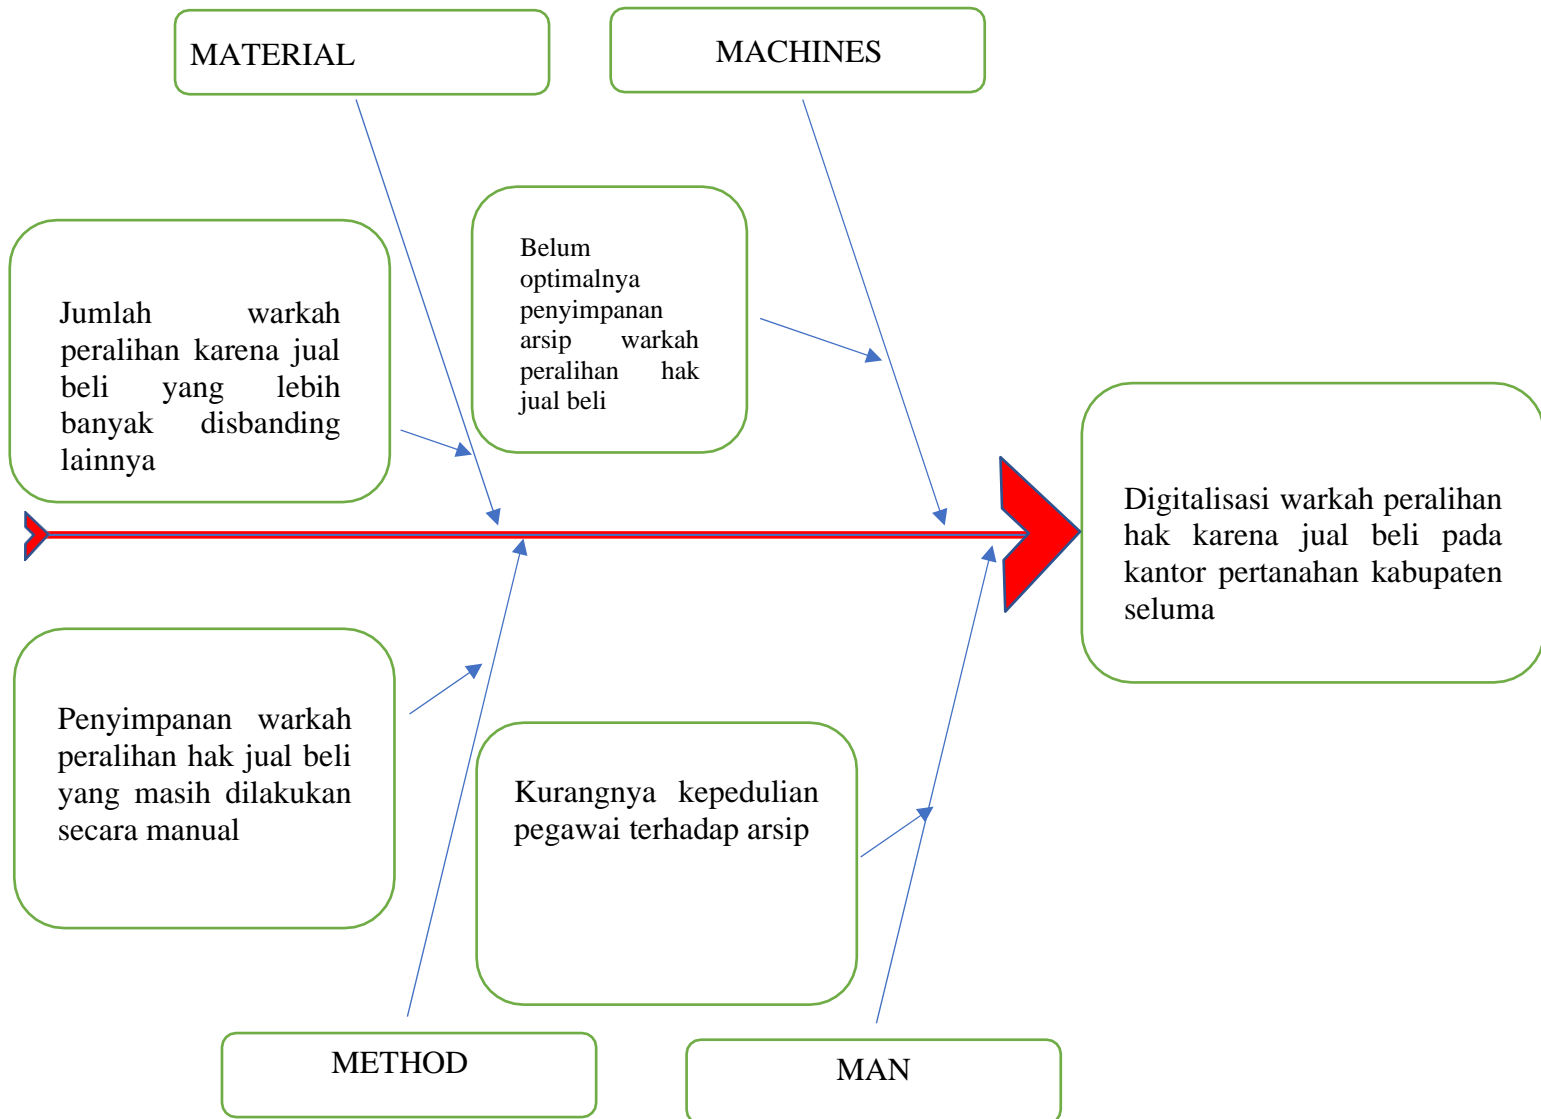 MATERIAL
MACHINES
Jumlah warkah
peralihan karena jual
beli yang lebih
banyak disbanding
lainnya
Belum
optimalnya
penyimpanan
arsip warkah
peralihan hak
jual beli
Digitalisasi warkah peralihan
hak karena jual beli pada
kantor pertanahan kabupaten
seluma
Penyimpanan warkah
peralihan hak jual beli
yang masih dilakukan
secara manual
Kurangnya kepedulian
pegawai terhadap arsip
METHOD
MAN